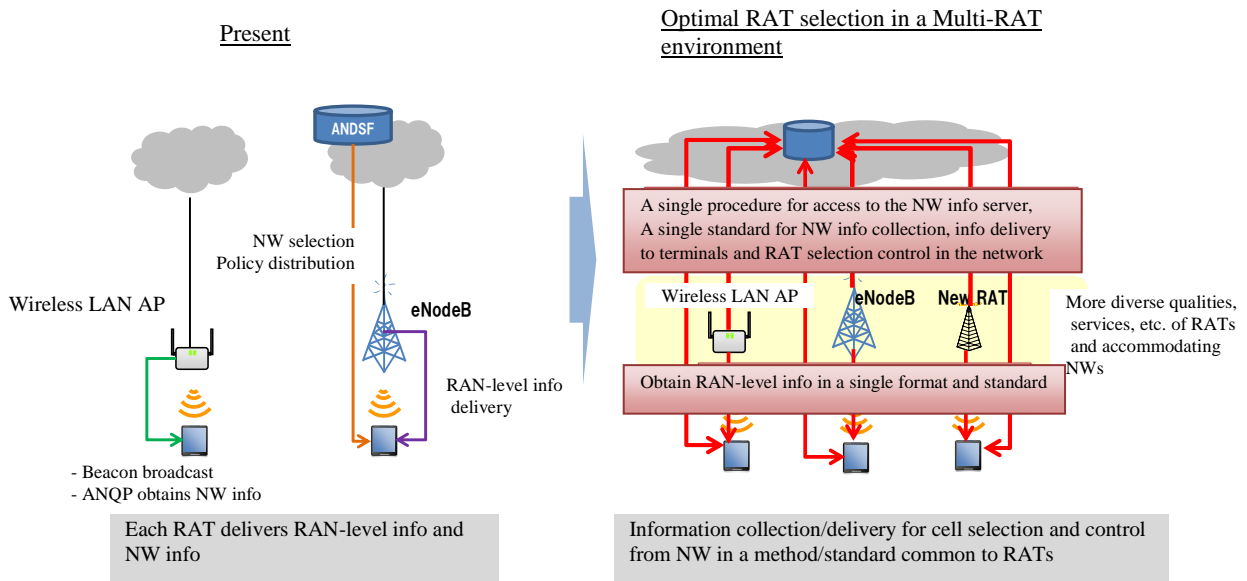 Present
Optimal RAT selection in a Multi-RAT
environment
ANDSF
NW selection
Policy distribution
Wireless LAN AP
eNodeB
RAN-level info
delivery
- Beacon broadcast
- ANQP obtains NW info
Each RAT delivers RAN-level info and
NW info
A single procedure for access to the NW info server,
A single standard for NW info collection, info delivery
to terminals and RAT selection control in the network
Wireless LAN AP
eNodeB
New RAT
More diverse qualities,
services, etc. of RATs
and accommodating
NWs
Obtain RAN-level info in a single format and standard
Information collection/delivery for cell selection and control
from NW in a method/standard common to RATs